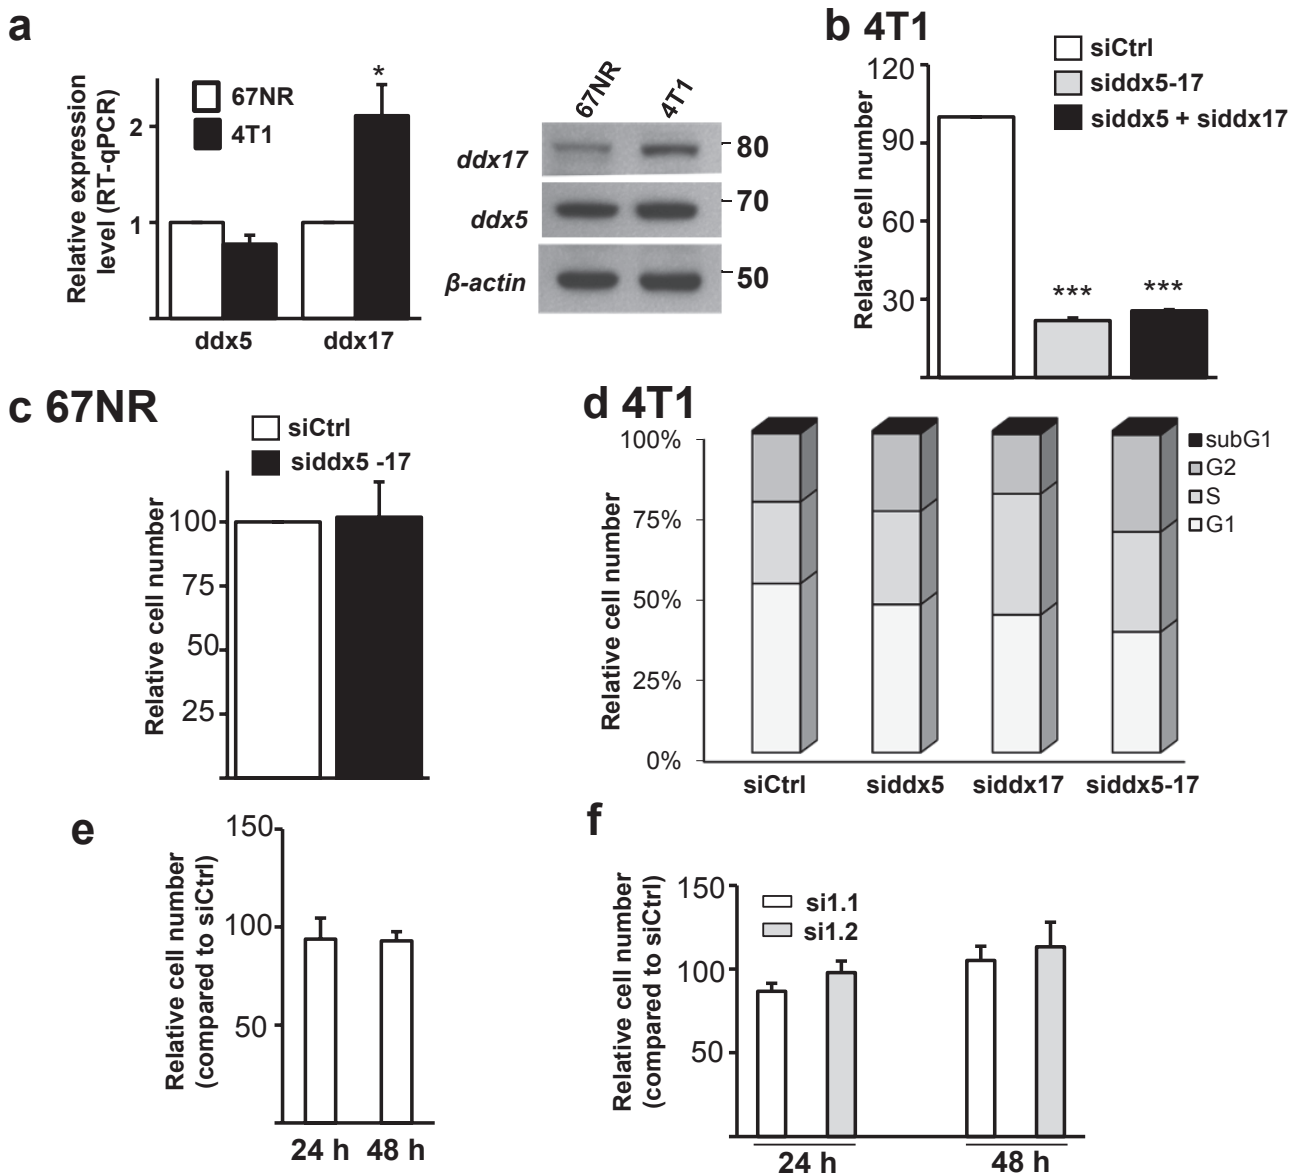 a
Relative expression
level (RT-qPCR)
2
1
67NR
4T1
*
ddx5
ddx17
67NR
4T1
ddx17
80
ddx5
70
β-actin
50
b 4T1
siCtrl
siddx5-17
siddx5 + siddx17
Relative cell number
120
90
60
30
***
***
c 67NR
siCtrl
siddx5 -17
Relative cell number
100
75
50
25
d 4T1
Relative cell number
100%
75%
50%
25%
0%
subG1
G2
S
G1
siCtrl
siddx5
siddx17
siddx5-17
e
Relative cell number
(compared to siCtrl)
150
100
50
24 h
48 h
f
Relative cell number
(compared to siCtrl)
150
100
50
si1.1
si1.2
24 h
48 h